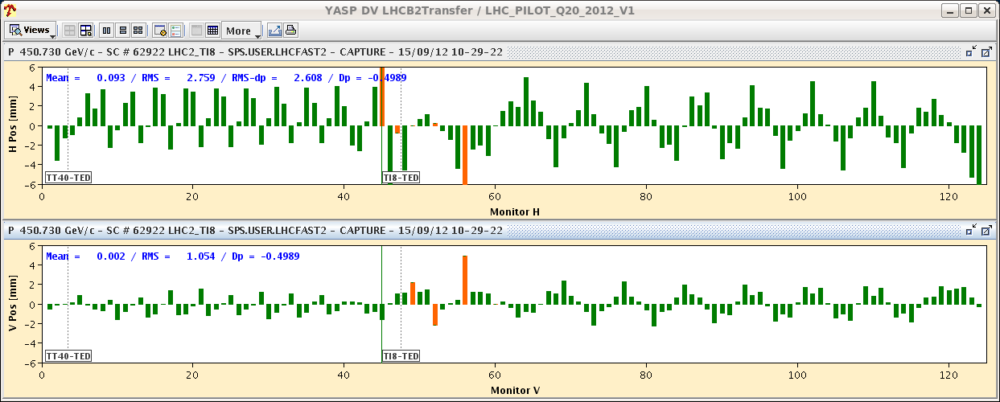 YASP DV LHCB2Transfer / LHC_PILOT_Q20_2012_V1
Views More
P 450.730 GeV/c - SC # 62922 LHC2_TI8 - SPS.USER.LHCFAST2 - CAPTURE - 15/09/12 10-29-22
Mean = 0.093 / RMS = 2.759 / RMS-dp = 2.608 / Dp = -0.4989
H Pos [mm]
6
4
2
0
-2
-4
-6
TT40-TED TI8-TED
0 20 40 60 80 100 120
Monitor H
P 450.730 GeV/c - SC # 62922 LHC2_TI8 - SPS.USER.LHCFAST2 - CAPTURE - 15/09/12 10-29-22
Mean = 0.002 / RMS = 1.054 / Dp = -0.4989
V Pos [mm]
6
4
2
0
-2
-4
-6
TT40-TED TI8-TED
0 20 40 60 80 100 120
Monitor V